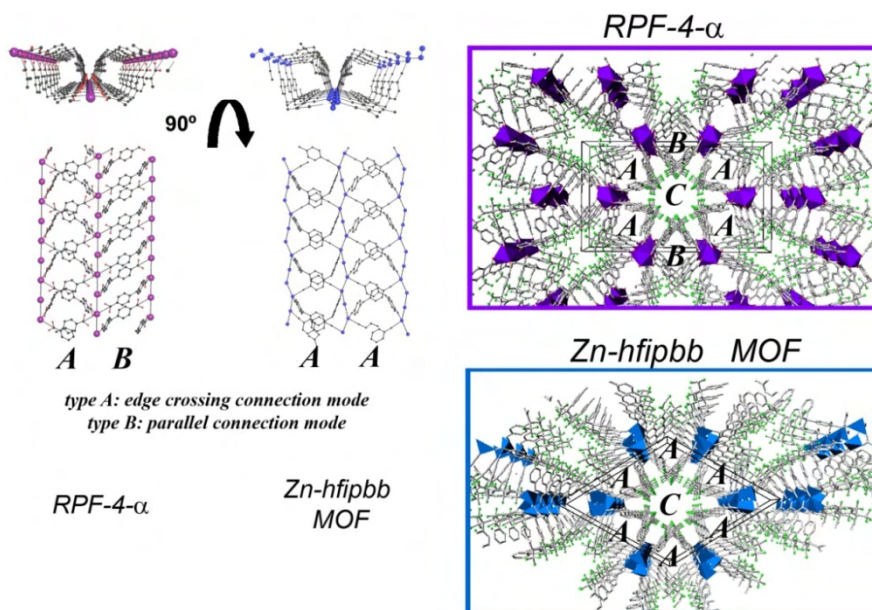 90º
A B
A A
type A: edge crossing connection mode
type B: parallel connection mode
RPF-4-α
Zn-hfipbb
MOF
RPF-4-α
B
A A
C
A A
B
Zn-hfipbb MOF
A
A A
C
A A
A